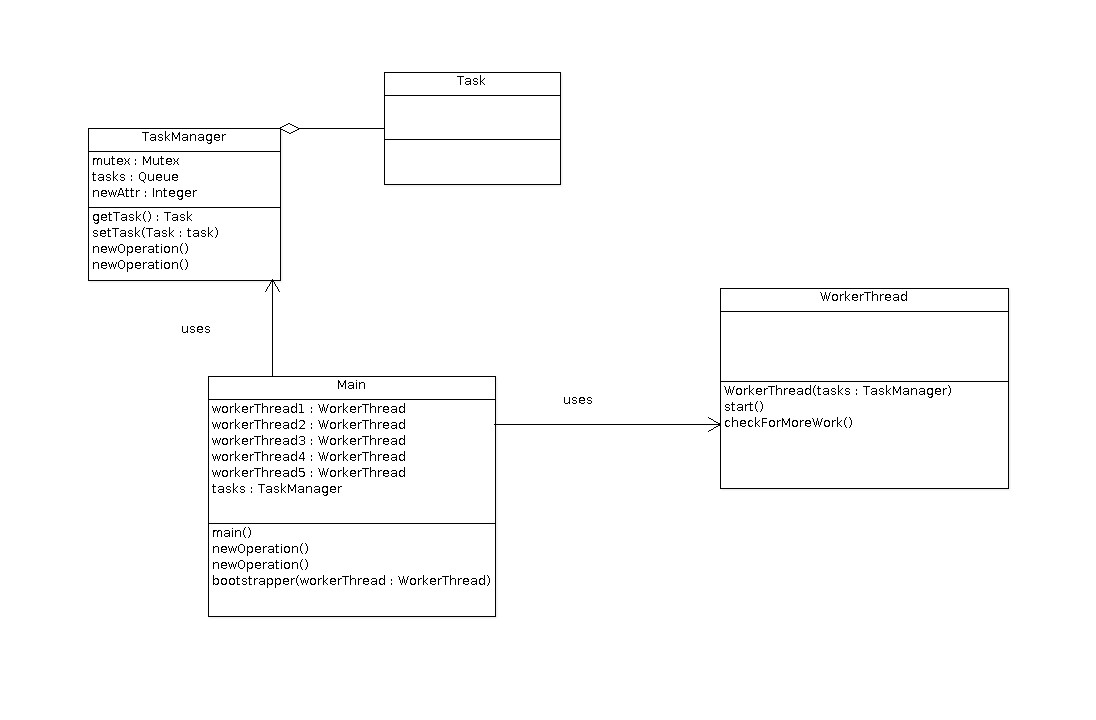 Task
TaskManager
mutex : Mutex
tasks : Queue
newAttr : Integer
getTask() : Task
setTask(Task : task)
newOperation()
newOperation()
uses
Main
workerThread1 : WorkerThread
workerThread2 : WorkerThread
workerThread3 : WorkerThread
workerThread4 : WorkerThread
workerThread5 : WorkerThread
tasks : TaskManager
main()
newOperation()
newOperation()
bootstrapper(workerThread : WorkerThread)
uses
WorkerThread
WorkerThread(tasks : TaskManager)
start()
checkForMoreWork()